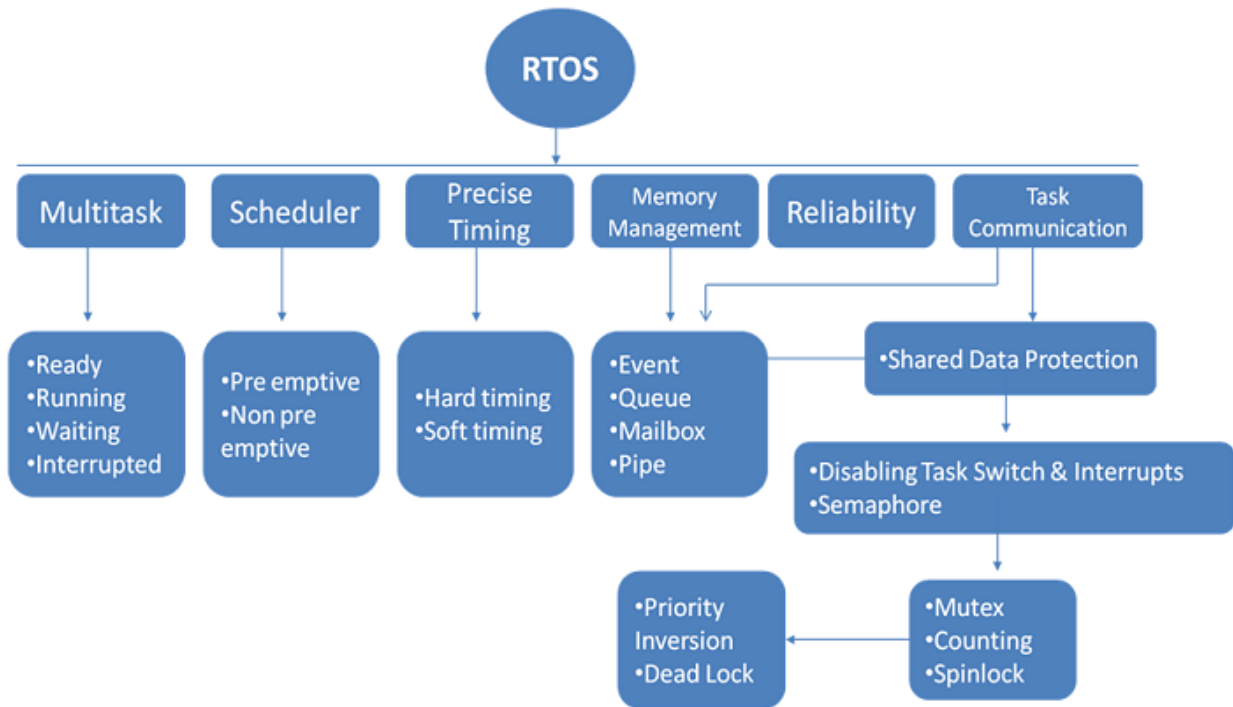 RTOS
Multitask
Scheduler
Precise
Timing
Memory
Management
Reliability
Task
Communication
•Ready
•Running
•Waiting
•Interrupted
•Pre emptive
•Non pre
emptive
•Hard timing
•Soft timing
•Event
•Queue
•Mailbox
•Pipe
•Shared Data Protection
•Disabling Task Switch & Interrupts
•Semaphore
•Priority
Inversion
•Dead Lock
•Mutex
•Counting
•Spinlock